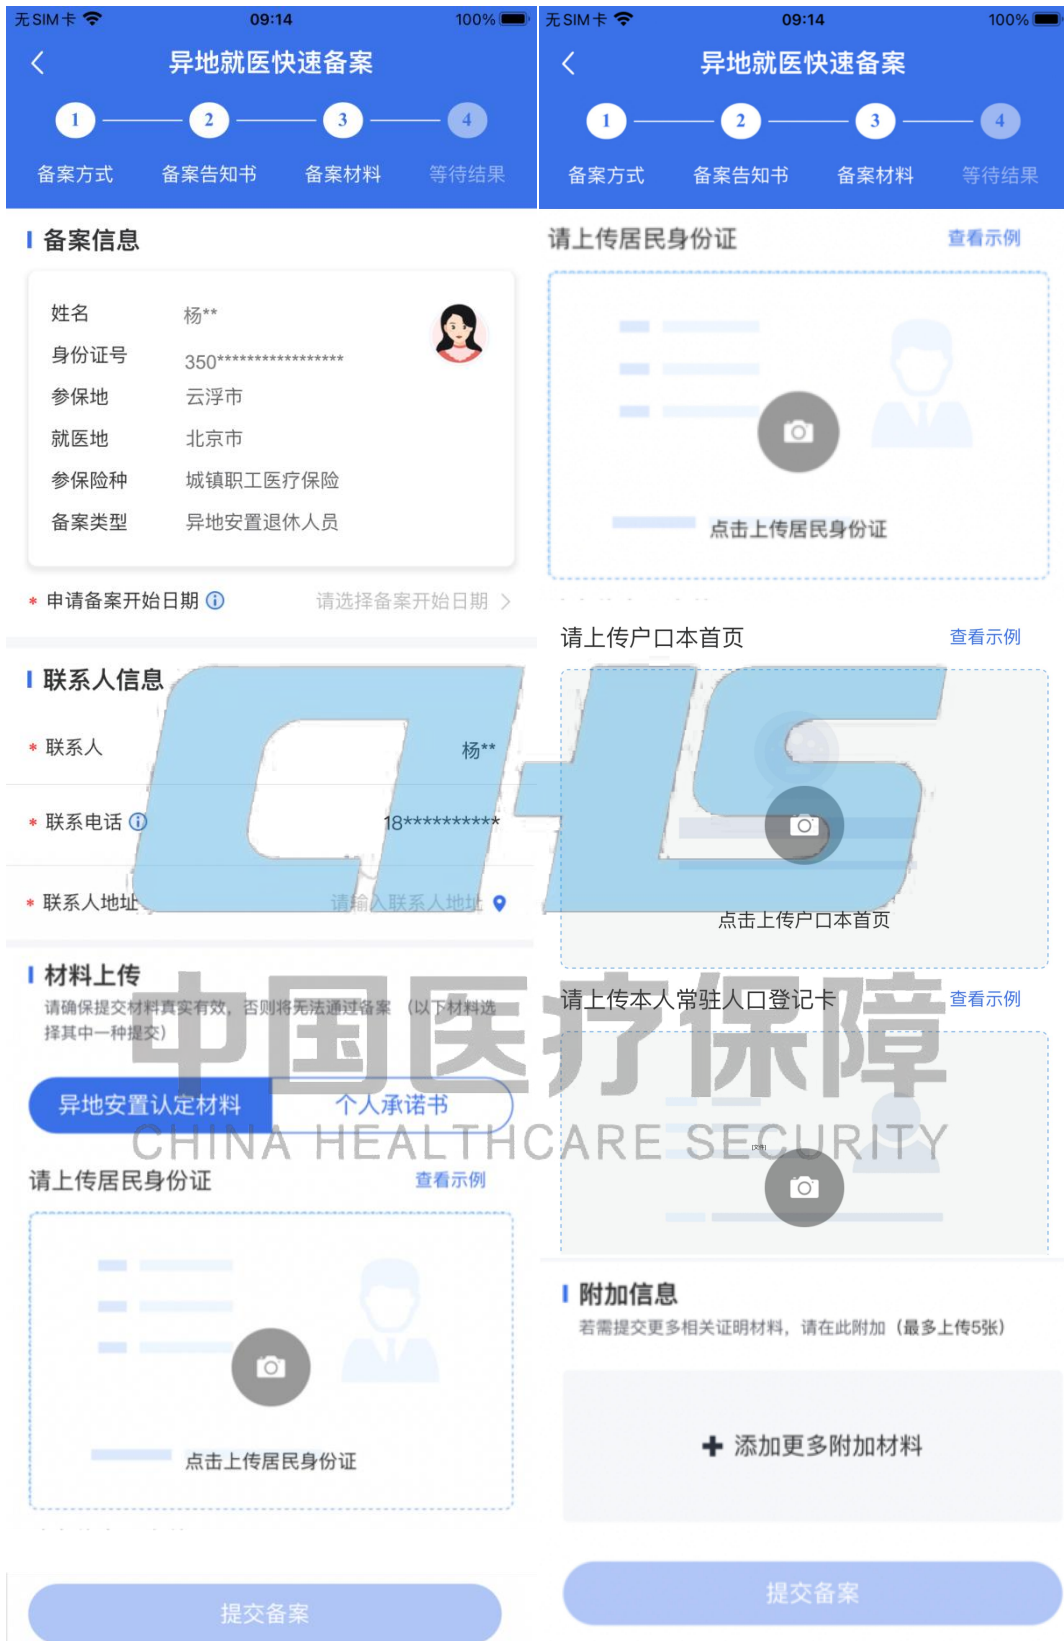 无SIM卡 09:14 100%
异地就医快速备案
1 2 3 4
备案方式 备案告知书 备案材料 等待结果
备案信息
姓名 杨**
身份证号 350*****************
参保地 云浮市
就医地 北京市
参保险种 城镇职工医疗保险
备案类型 异地安置退休人员
* 申请备案开始日期 请选择备案开始日期
联系人信息
* 联系人 杨**
* 联系电话 18**********
* 联系人地址 请输入联系人地址
材料上传
请确保提交材料真实有效，否则将无法通过备案 （以下材料选
择其中一种提交）
异地安置认定材料 个人承诺书
请上传居民身份证 查看示例
点击上传居民身份证
提交备案
无SIM卡 09:14 100%
异地就医快速备案
1 2 3 4
备案方式 备案告知书 备案材料 等待结果
请上传居民身份证 查看示例
点击上传居民身份证
请上传户口本首页 查看示例
点击上传户口本首页
请上传本人常驻人口登记卡 查看示例
[文件]
附加信息
若需提交更多相关证明材料，请在此附加（最多上传5张）
添加更多附加材料
提交备案
CHS
中国医疗保障
CHINA HEALTHCARE SECURITY